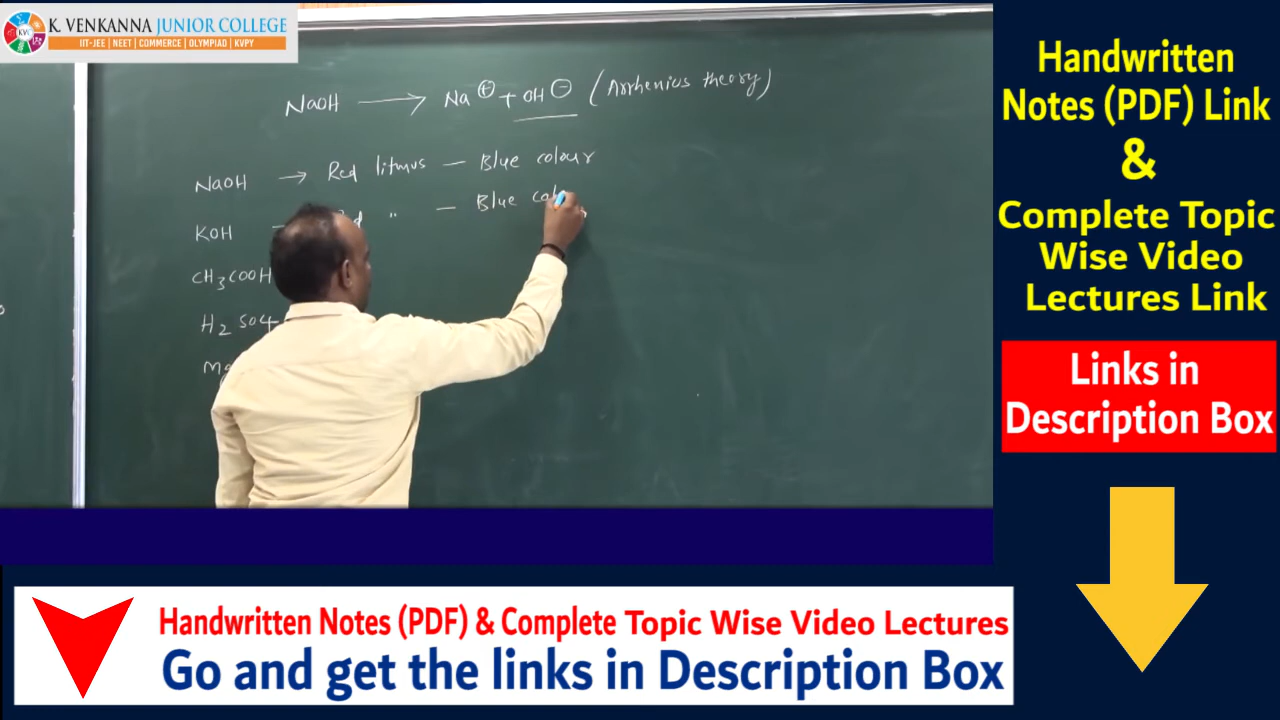 K. VENKANNA JUNIOR COLLEGE
IIT-JEE | NEET | COMMERCE | OLYMPIAD | KVPY
NaOH ⟶ Na⊕ + OH⊖ (Arrhenius theory)
NaOH → Red litmus — Blue colour
KOH " — Blue
CH3COOH
H2SO4
Handwritten
Notes (PDF) Link
&
Complete Topic
Wise Video
Lectures Link
Links in
Description Box
Handwritten Notes (PDF) & Complete Topic Wise Video Lectures
Go and get the links in Description Box